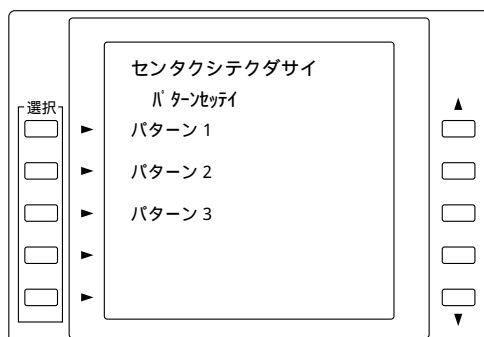 センタクシテクダサイ
ﾊﾟﾀｰﾝｾｯﾃｲ
選択
パターン 1
パターン 2
パターン 3